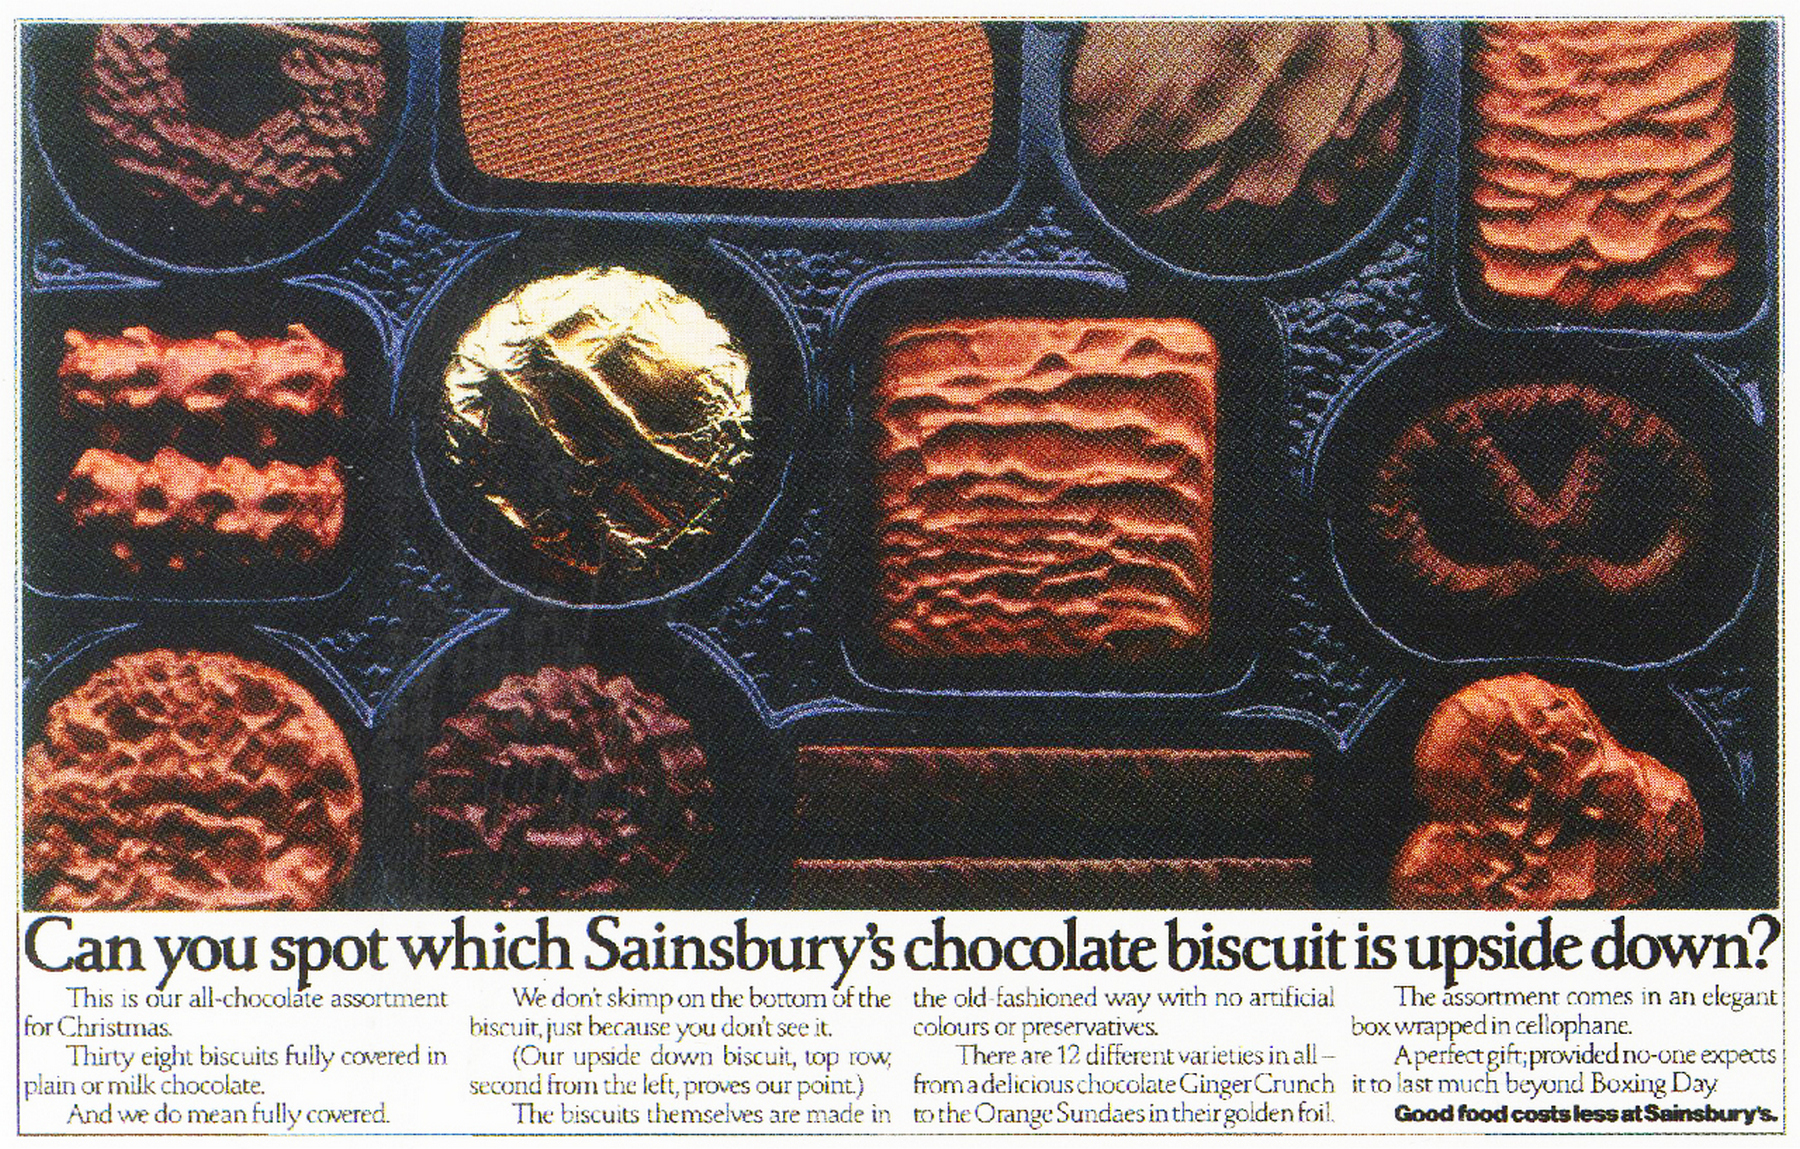 Can you spot which Sainsbury's chocolate biscuit is upside down?
This is our all-chocolate assortment
for Christmas.
Thirty eight biscuits fully covered in
plain or milk chocolate.
And we do mean fully covered.
We don't skimp on the bottom of the
biscuit, just because you don't see it.
(Our upside down biscuit, top row,
second from the left, proves our point.)
The biscuits themselves are made in
the old-fashioned way with no artificial
colours or preservatives.
There are 12 different varieties in all –
from a delicious chocolate Ginger Crunch
to the Orange Sundaes in their golden foil.
The assortment comes in an elegant
box wrapped in cellophane.
A perfect gift; provided no-one expects
it to last much beyond Boxing Day.
Good food costs less at Sainsbury's.